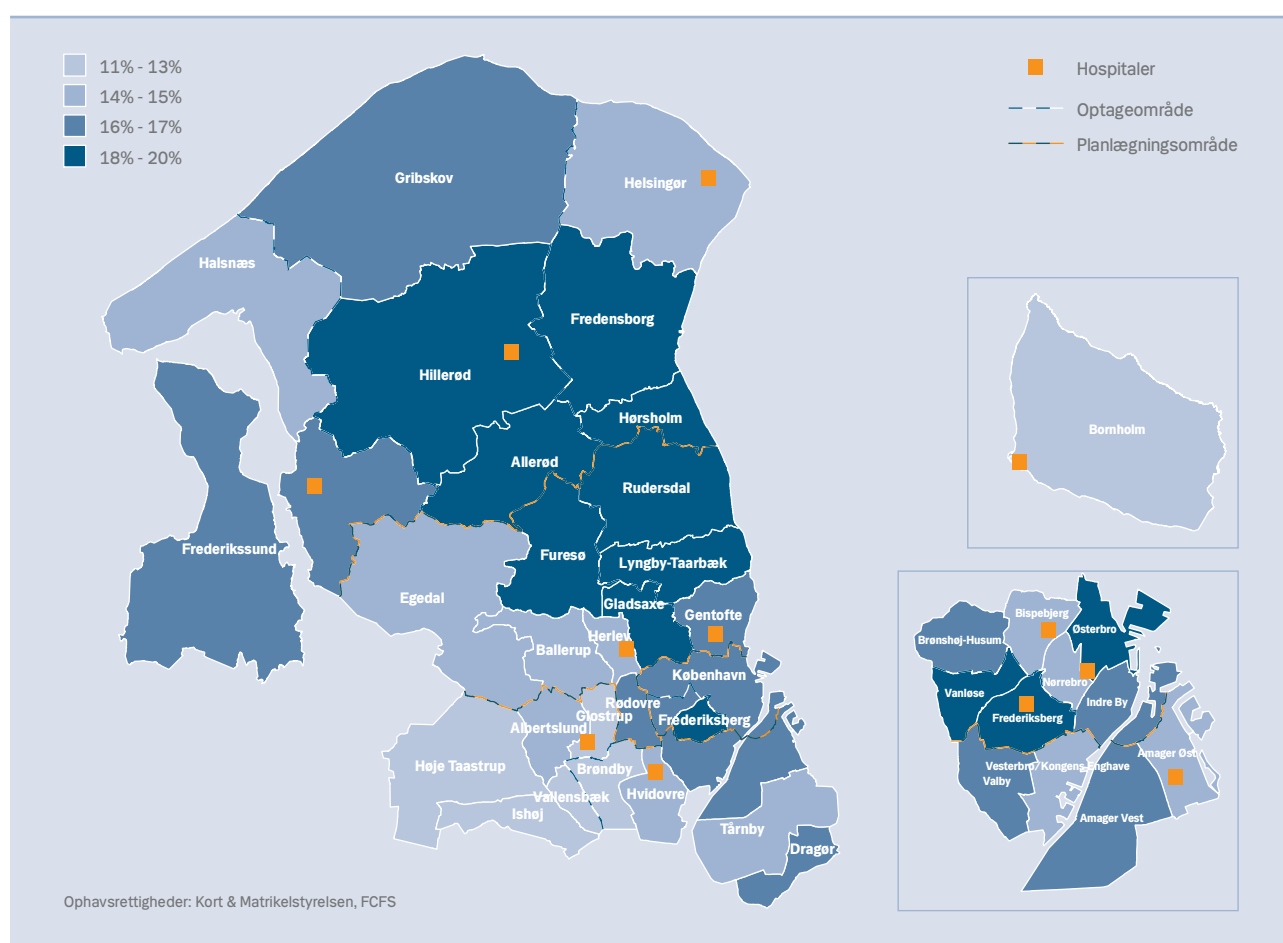 11% - 13%
14% - 15%
16% - 17%
18% - 20%
Hospitaler
Optageområde
Planlægningsområde
Gribskov
Helsingør
Halsnæs
Fredensborg
Hillerød
Hørsholm
Allerød
Rudersdal
Frederikssund
Furesø
Lyngby-Taarbæk
Egedal
Gladsaxe
Gentofte
Herlev
Ballerup
København
Rødovre
Glostrup
Frederiksberg
Albertslund
Høje Taastrup
Brøndby
Vallensbæk
Hvidovre
Ishøj
Tårnby
Dragør
Bornholm
Bispebjerg
Østerbro
Brønshøj-Husum
Nørrebro
Vanløse
Indre By
Frederiksberg
Amager Øst
Vesterbro/Kongens Enghave
Valby
Amager Vest
Ophavsrettigheder: Kort & Matrikelstyrelsen, FCFS